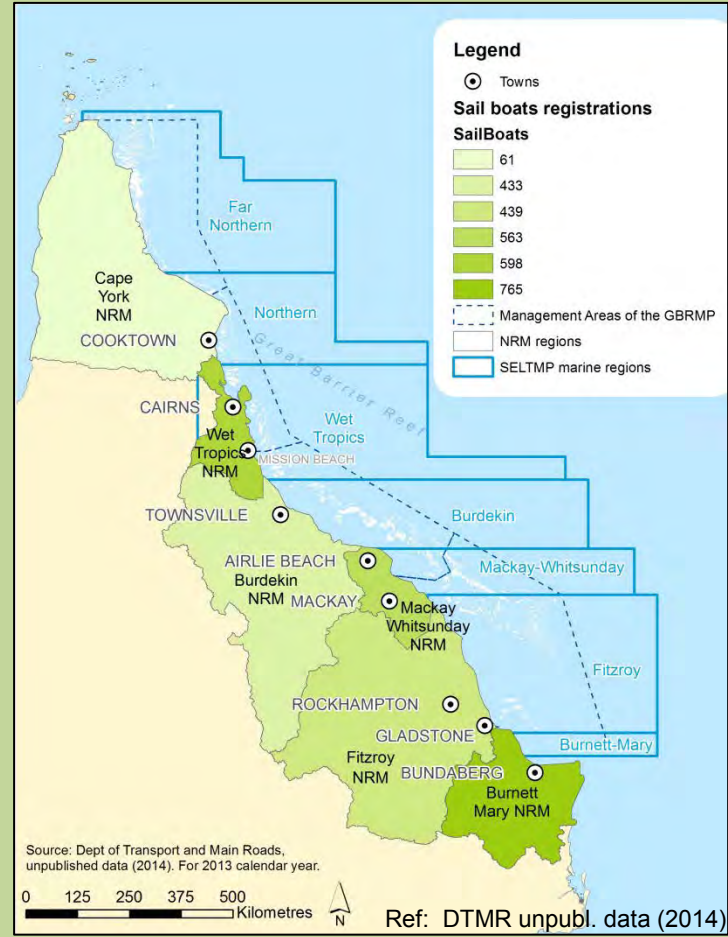 Legend
Towns
Sail boats registrations
SailBoats
61
433
439
563
598
765
Management Areas of the GBRMP
NRM regions
SELTMP marine regions
Far
Northern
Cape
York
NRM
Northern
COOKTOWN
Great Barrier Reef
CAIRNS
Wet
Tropics
Wet
Tropics
NRM
MISSION BEACH
TOWNSVILLE
Burdekin
AIRLIE BEACH
Mackay-Whitsunday
Burdekin
NRM
MACKAY
Mackay
Whitsunday
NRM
Fitzroy
ROCKHAMPTON
GLADSTONE
Burnett-Mary
Fitzroy
NRM
BUNDABERG
Burnett
Mary NRM
Source: Dept of Transport and Main Roads,
unpublished data (2014). For 2013 calendar year.
0 125 250 375 500
Kilometres
N
Ref: DTMR unpubl. data (2014)